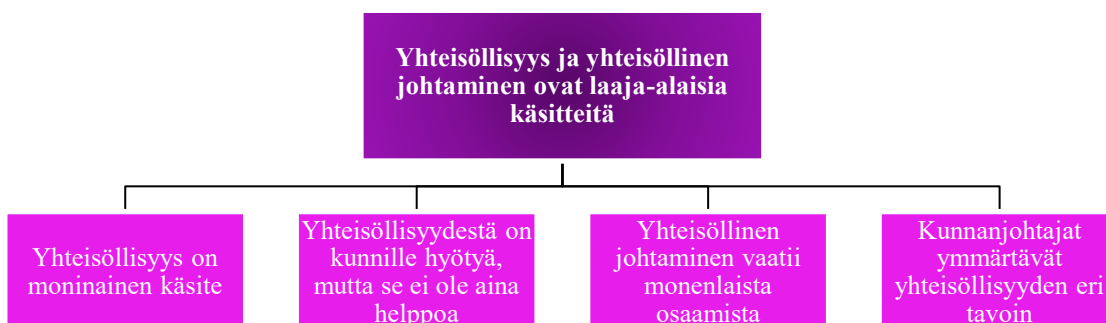 Yhteisöllisyys ja yhteisöllinen
johtaminen ovat laaja-alaisia
käsitteitä
Yhteisöllisyys on
moninainen käsite
Yhteisöllisyydestä on
kunnille hyötyä,
mutta se ei ole aina
helppoa
Yhteisöllinen
johtaminen vaatii
monenlaista
osaamista
Kunnanjohtajat
ymmärtävät
yhteisöllisyyden eri
tavoin